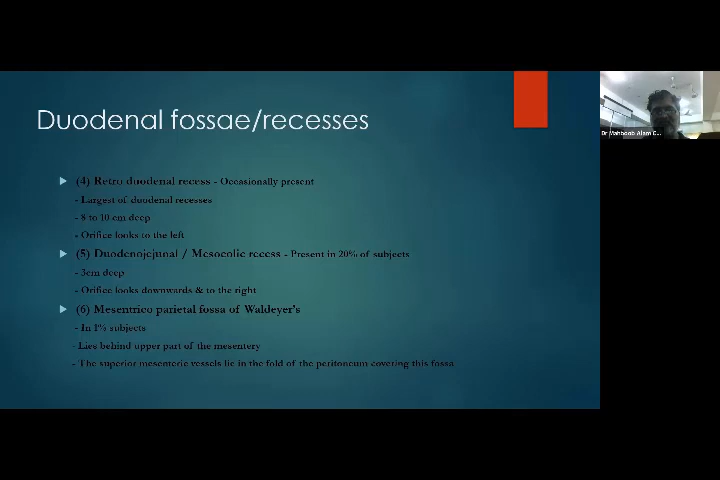 Duodenal fossae/recesses
(4) Retro duodenal recess - Occasionally present
- Largest of duodenal recesses
- 8 to 10 cm deep
- Orifice looks to the left
(5) Duodenojejunal / Mesocolic recess - Present in 20% of subjects
- 3cm deep
- Orifice looks downwards & to the right
(6) Mesentrico parietal fossa of Waldeyer's
- In 1% subjects
- Lies behind upper part of the mesentery
- The superior mesenteric vessels lie in the fold of the peritoneum covering this fossa
Dr Mahboob Alam C...